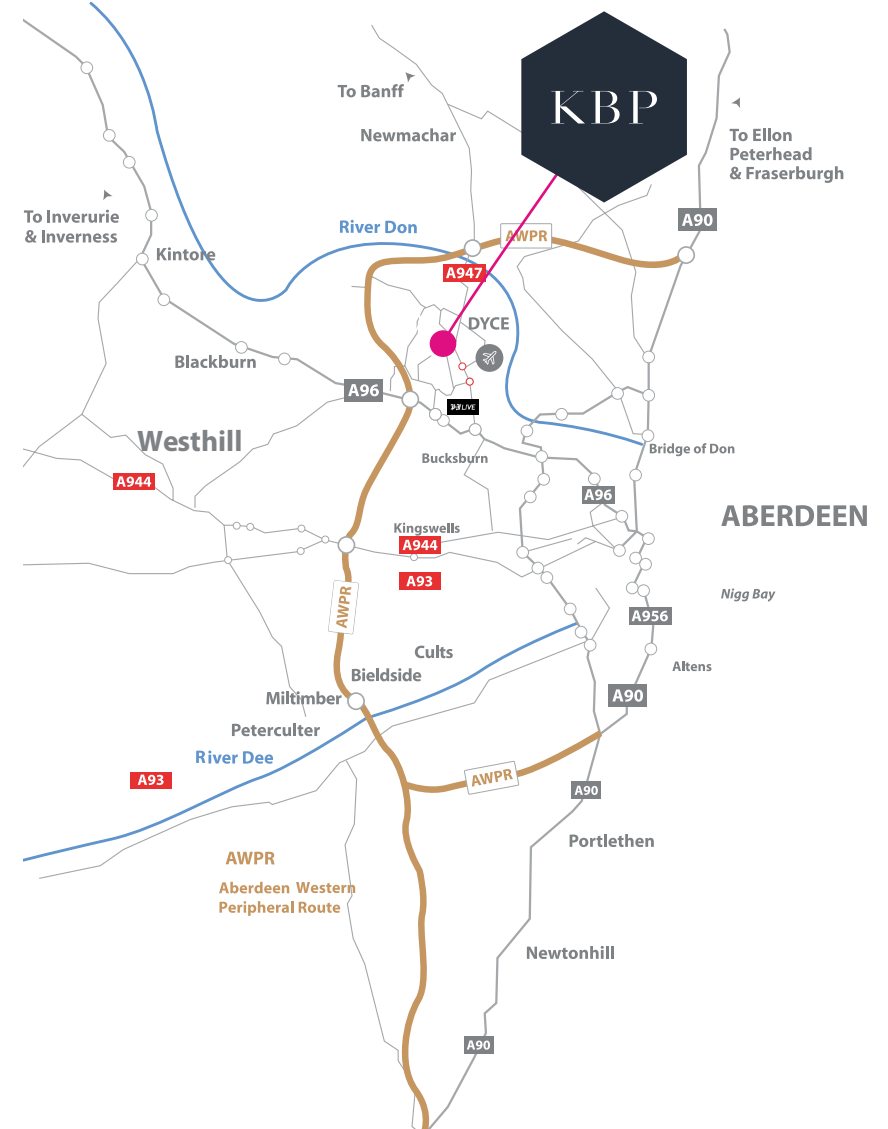 KBP
To Banff
Newmachar
To Ellon
Peterhead
& Fraserburgh
To Inverurie
& Inverness
River Don
A90
AWPR
Kintore
A947
DYCE
Blackburn
A96
LIVE
Westhill
Bucksburn
Bridge of Don
A944
A96
ABERDEEN
Kingswells
A944
A93
Nigg Bay
AWPR
A956
Cults
Altens
Bieldside
Miltimber
A90
Peterculter
River Dee
A93
AWPR
A90
Portlethen
AWPR
Aberdeen Western
Peripheral Route
Newtonhill
A90